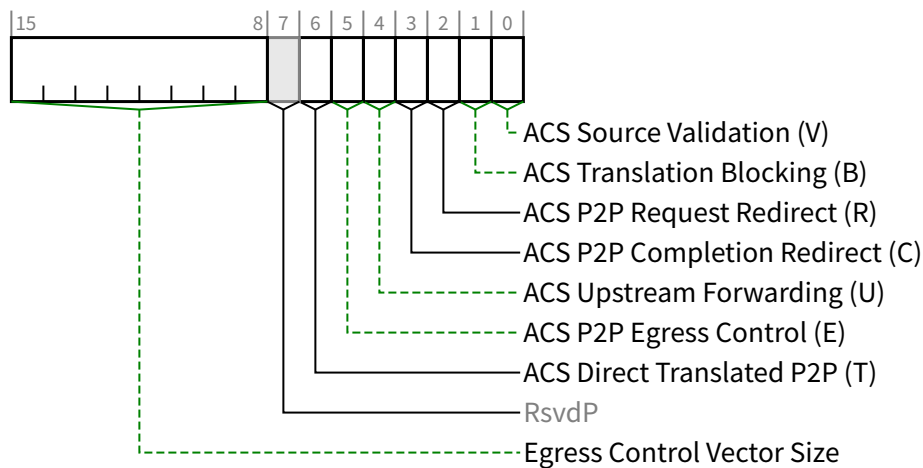 15 8 7 6 5 4 3 2 1 0
ACS Source Validation (V)
ACS Translation Blocking (B)
ACS P2P Request Redirect (R)
ACS P2P Completion Redirect (C)
ACS Upstream Forwarding (U)
ACS P2P Egress Control (E)
ACS Direct Translated P2P (T)
RsvdP
Egress Control Vector Size